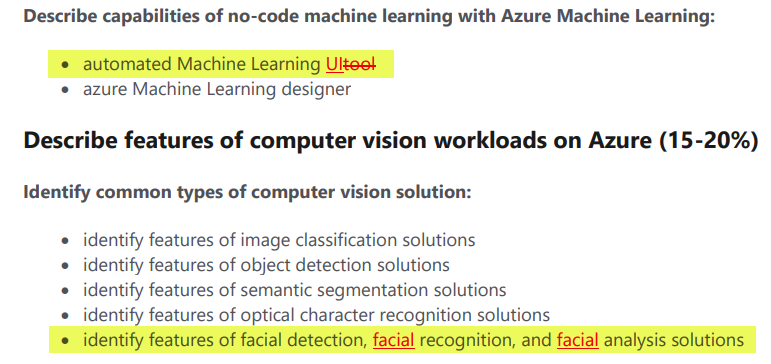 Describe capabilities of no-code machine learning with Azure Machine Learning:
• automated Machine Learning UItool
• azure Machine Learning designer
Describe features of computer vision workloads on Azure (15-20%)
Identify common types of computer vision solution:
• identify features of image classification solutions
• identify features of object detection solutions
• identify features of semantic segmentation solutions
• identify features of optical character recognition solutions
• identify features of facial detection, facial recognition, and facial analysis solutions